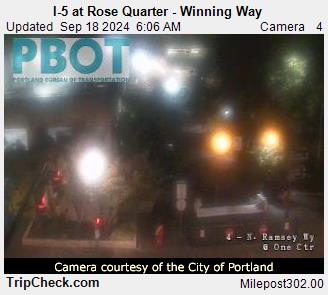 I-5 at Rose Quarter - Winning Way
Updated Sep 18 2024 6:06 AM Camera 4
PBOT
PORTLAND BUREAU OF TRANSPORTATION
4 - N. Ramsey Wy
@ One Ctr
Camera courtesy of the City of Portland
TripCheck.com Milepost302.00